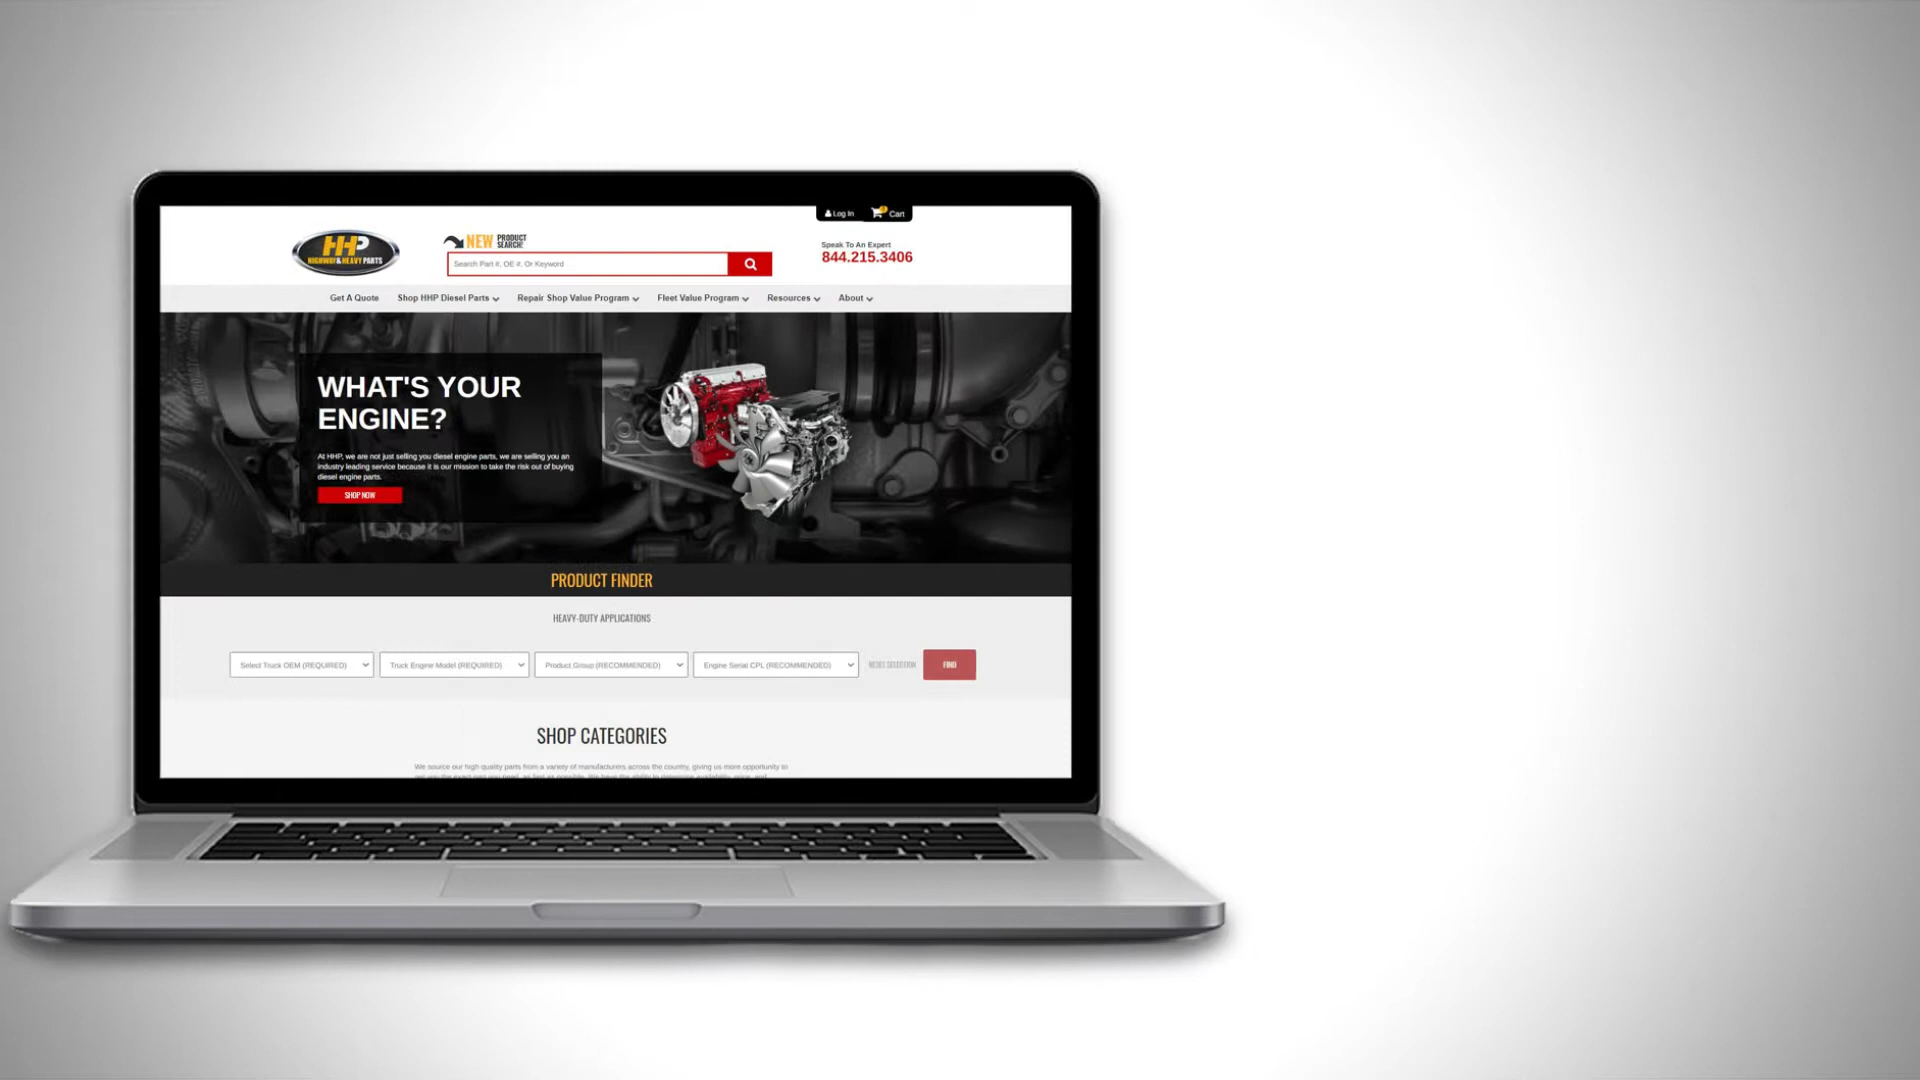 Log In
Cart
HHP
HIGHWAY & HEAVY PARTS
NEW PRODUCT SEARCH!
Search Part #, OE #, Or Keyword
Speak To An Expert
844.215.3406
Get A Quote
Shop HHP Diesel Parts
Repair Shop Value Program
Fleet Value Program
Resources
About
WHAT'S YOUR
ENGINE?
At HHP, we are not just selling you diesel engine parts, we are selling you an
industry leading service because it is our mission to take the risk out of buying
diesel engine parts.
SHOP NOW
PRODUCT FINDER
HEAVY-DUTY APPLICATIONS
Select Truck OEM (REQUIRED)
Truck Engine Model (REQUIRED)
Product Group (RECOMMENDED)
Engine Serial CPL (RECOMMENDED)
RESET SELECTION
FIND
SHOP CATEGORIES
We source our high quality parts from a variety of manufacturers across the country, giving us more opportunity to